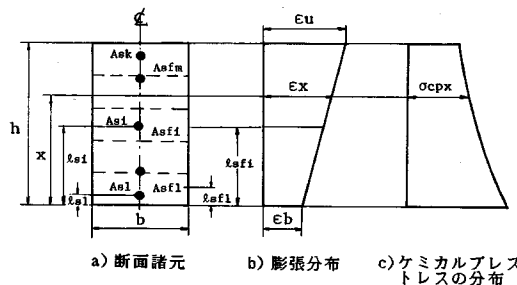 ℄
εu
Ask
Asfm
εx
σcpx
h
x
Asi
Asfi
ℓsi
ℓsfi
Asl
Asfl
ℓsl
ℓsfl
b
εb
a) 断面諸元
b) 膨張分布
c) ケミカルプレス
トレスの分布